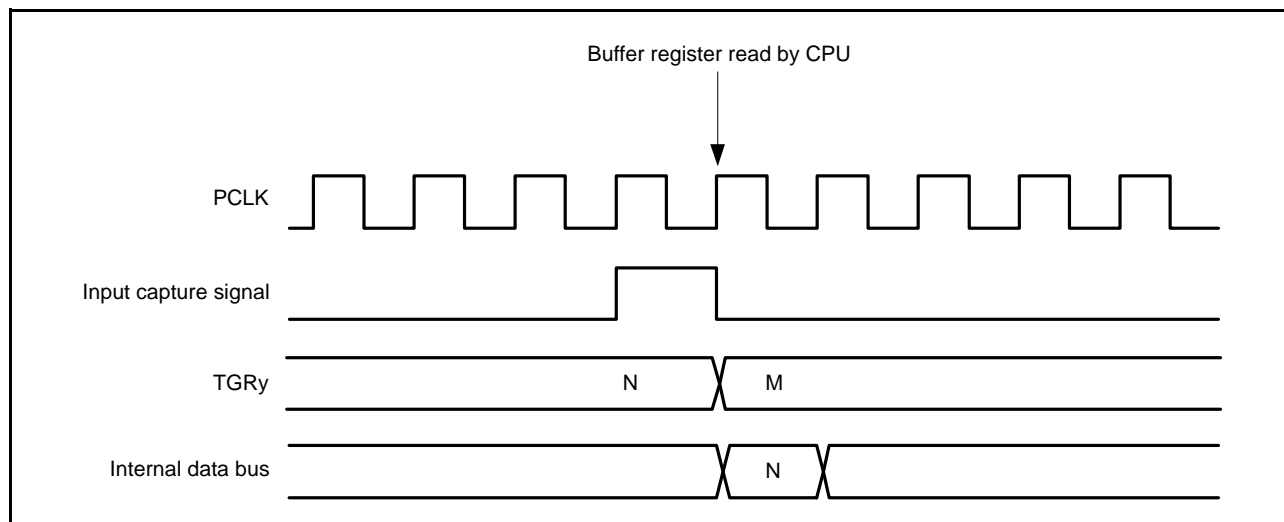 Buffer register read by CPU
PCLK
Input capture signal
TGRy
N
M
Internal data bus
N